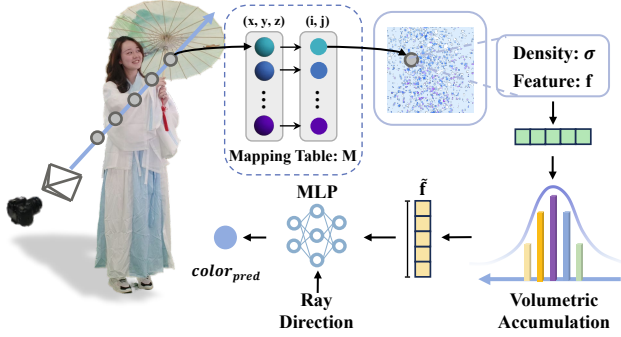 (x, y, z)
(i, j)
Mapping Table: M
Density: σ
Feature: f
MLP
f̃
color_pred
Ray
Direction
Volumetric
Accumulation